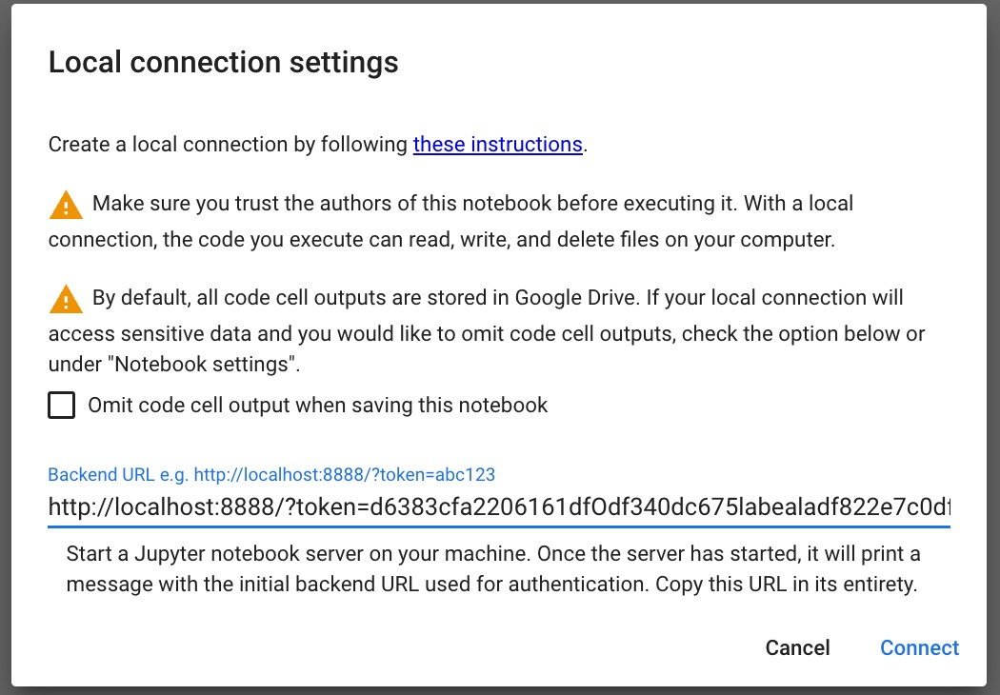 Local connection settings
Create a local connection by following these instructions.
Make sure you trust the authors of this notebook before executing it. With a local
connection, the code you execute can read, write, and delete files on your computer.
By default, all code cell outputs are stored in Google Drive. If your local connection will
access sensitive data and you would like to omit code cell outputs, check the option below or
under "Notebook settings".
Omit code cell output when saving this notebook
Backend URL e.g. http://localhost:8888/?token=abc123
http://localhost:8888/?token=d6383cfa2206161dfOdf340dc675labealadf822e7c0df
Start a Jupyter notebook server on your machine. Once the server has started, it will print a
message with the initial backend URL used for authentication. Copy this URL in its entirety.
Cancel Connect